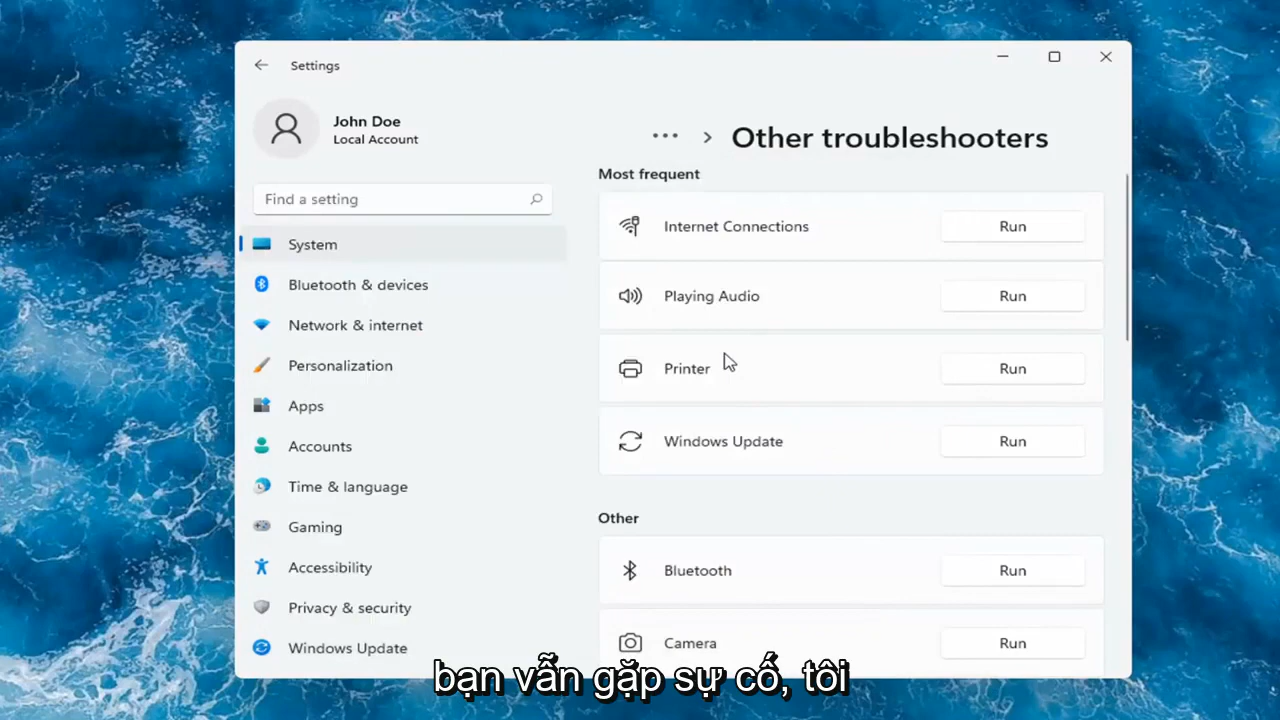 Settings
John Doe
Local Account
Find a setting
System
Bluetooth & devices
Network & internet
Personalization
Apps
Accounts
Time & language
Gaming
Accessibility
Privacy & security
Windows Update
... > Other troubleshooters
Most frequent
Internet Connections Run
Playing Audio Run
Printer Run
Windows Update Run
Other
Bluetooth Run
Camera Run
bạn vẫn gặp sự cố, tôi